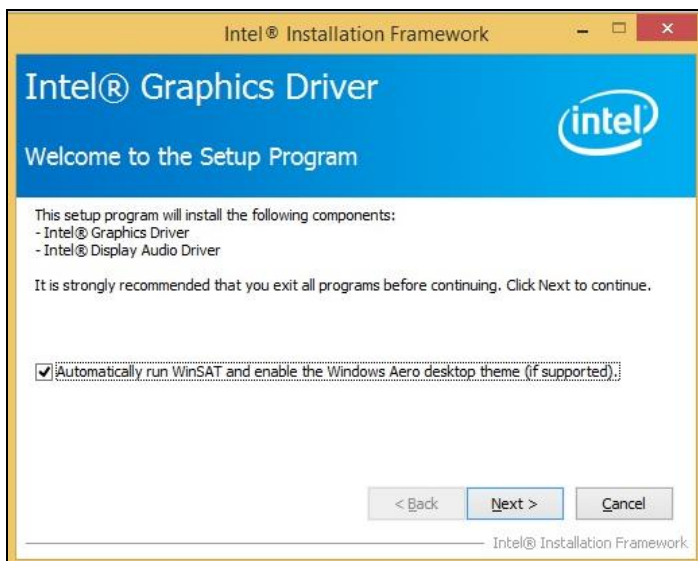 Intel® Installation Framework
Intel® Graphics Driver
intel
Welcome to the Setup Program
This setup program will install the following components:
- Intel® Graphics Driver
- Intel® Display Audio Driver
It is strongly recommended that you exit all programs before continuing. Click Next to continue.
Automatically run WinSAT and enable the Windows Aero desktop theme (if supported).
< Back Next > Cancel
Intel® Installation Framework